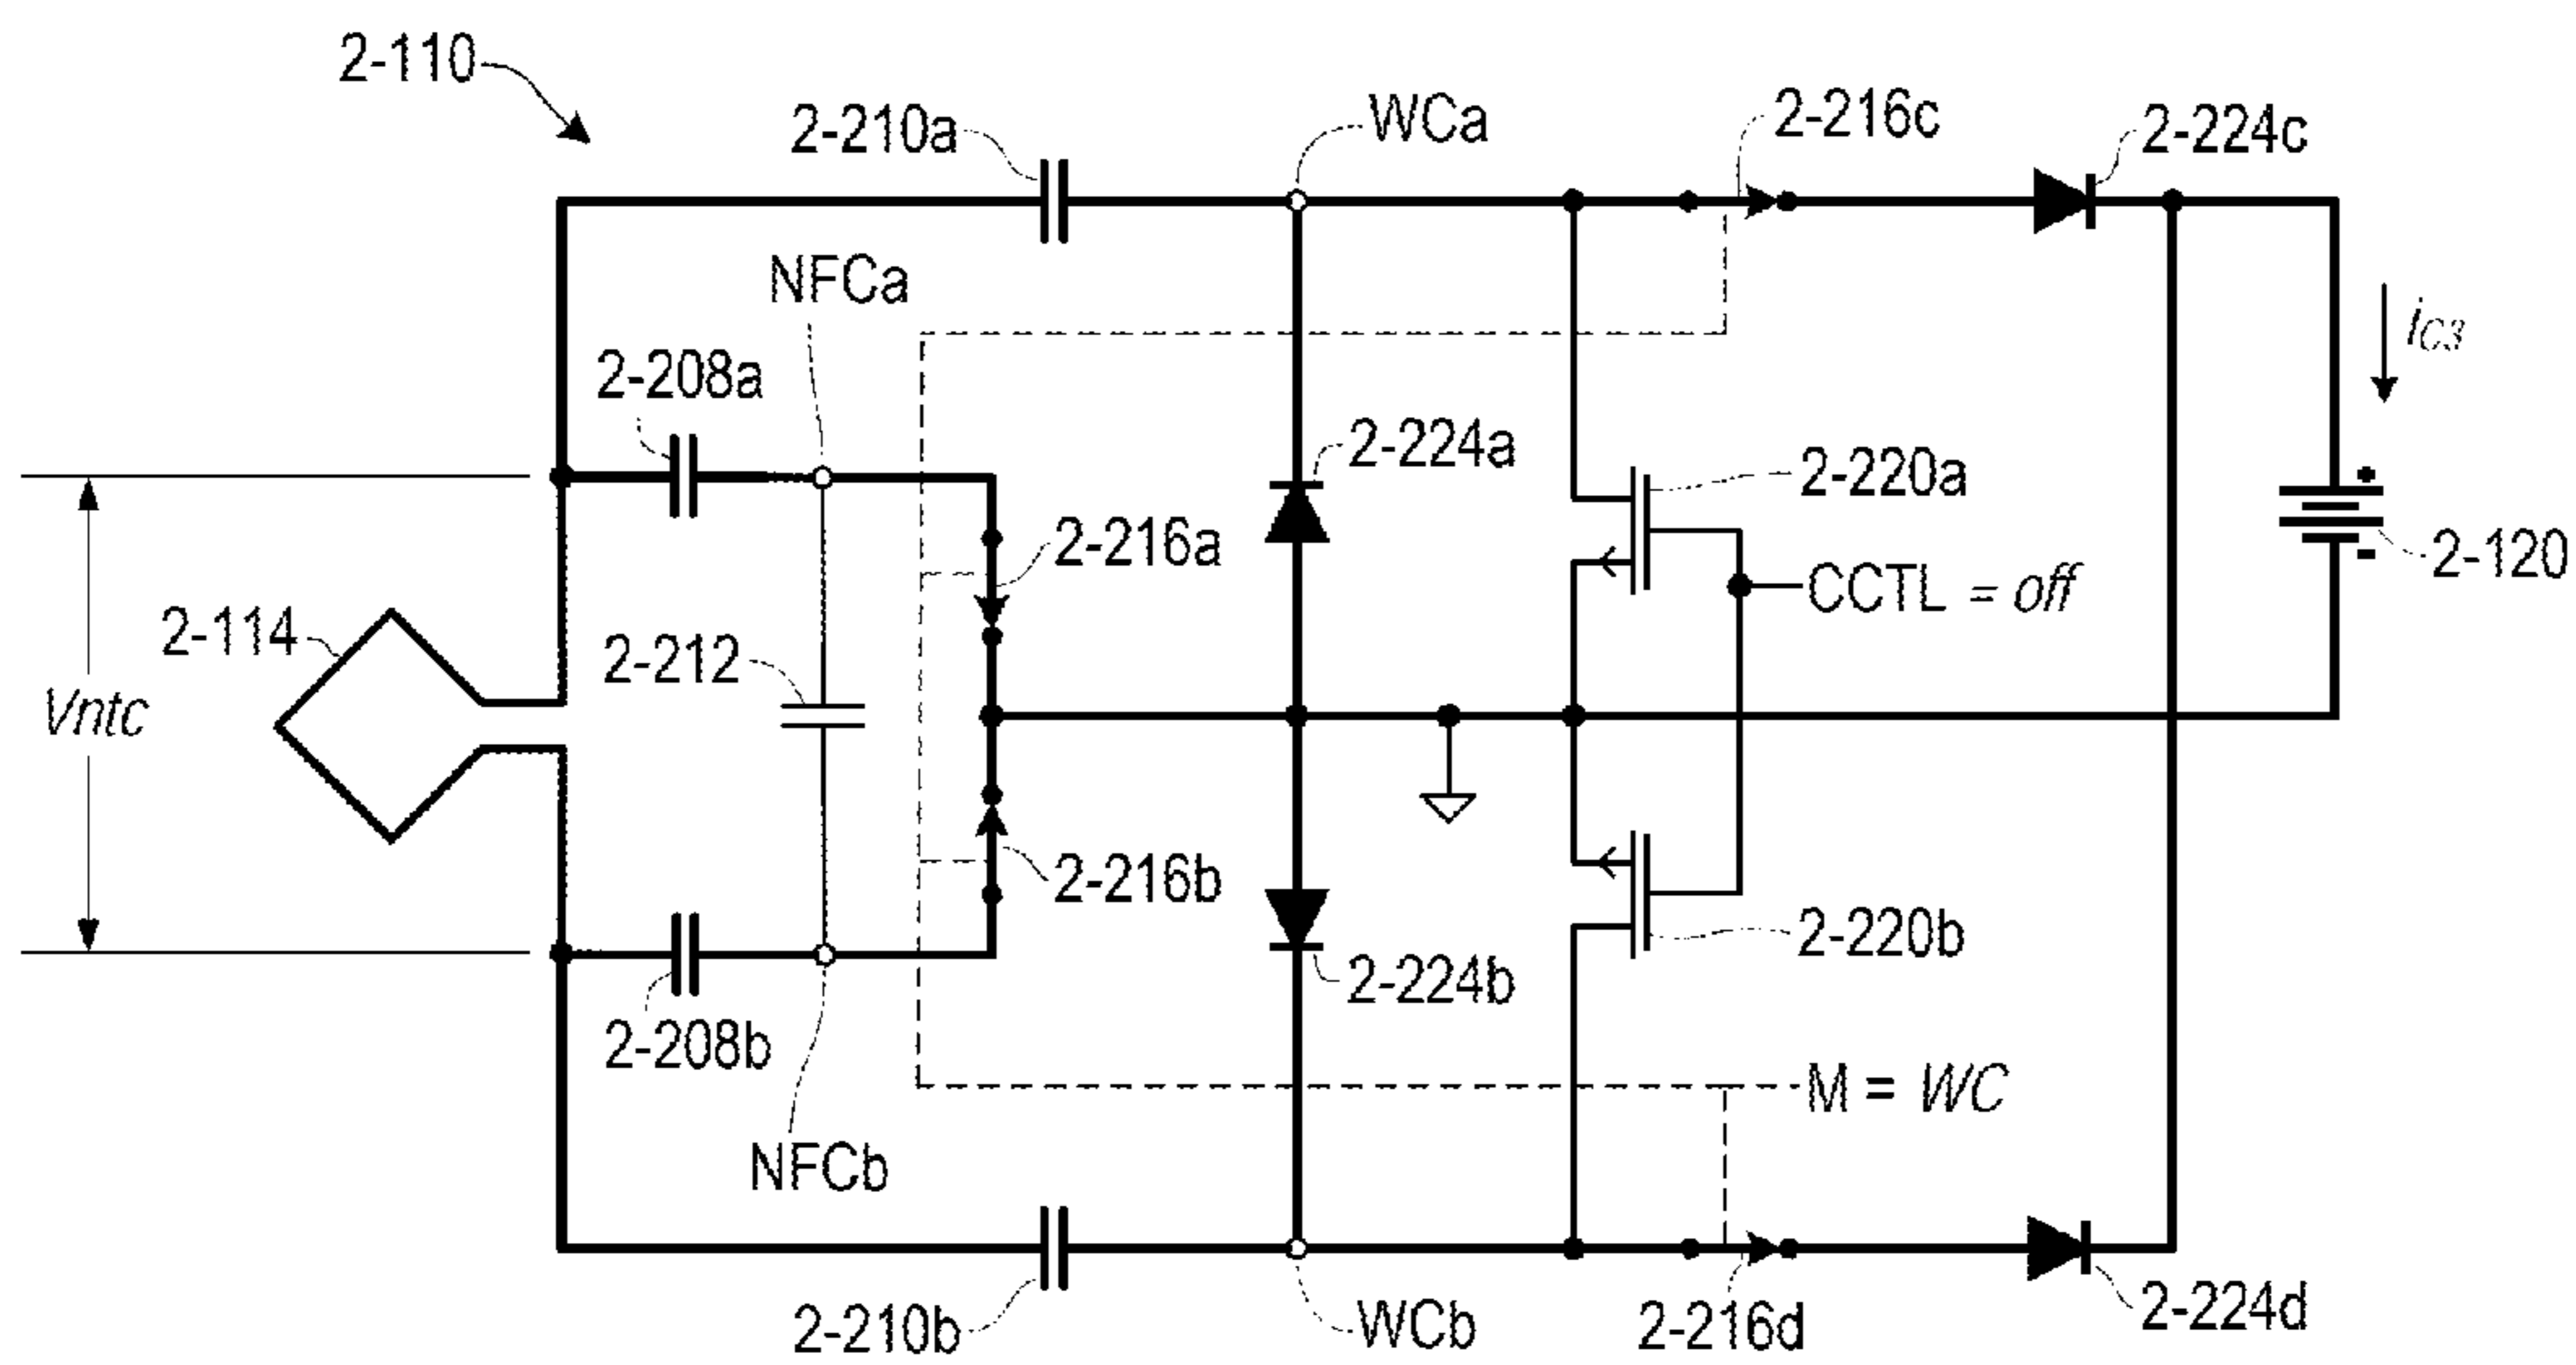 2-110
2-210a
WCa
2-216c
2-224c
NFCa
iC3
2-208a
2-224a
2-220a
2-216a
2-120
CCTL = off
2-114
2-212
Vntc
2-216b
2-220b
2-224b
2-208b
M = WC
NFCb
2-210b
WCb
2-216d
2-224d